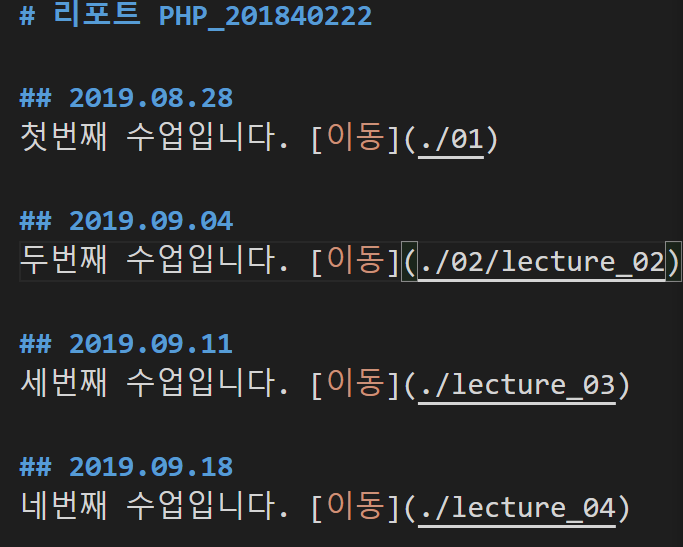 # 리포트 PHP_201840222
## 2019.08.28
첫번째 수업입니다. [이동](./01)
## 2019.09.04
두번째 수업입니다. [이동](./02/lecture_02)
## 2019.09.11
세번째 수업입니다. [이동](./lecture_03)
## 2019.09.18
네번째 수업입니다. [이동](./lecture_04)